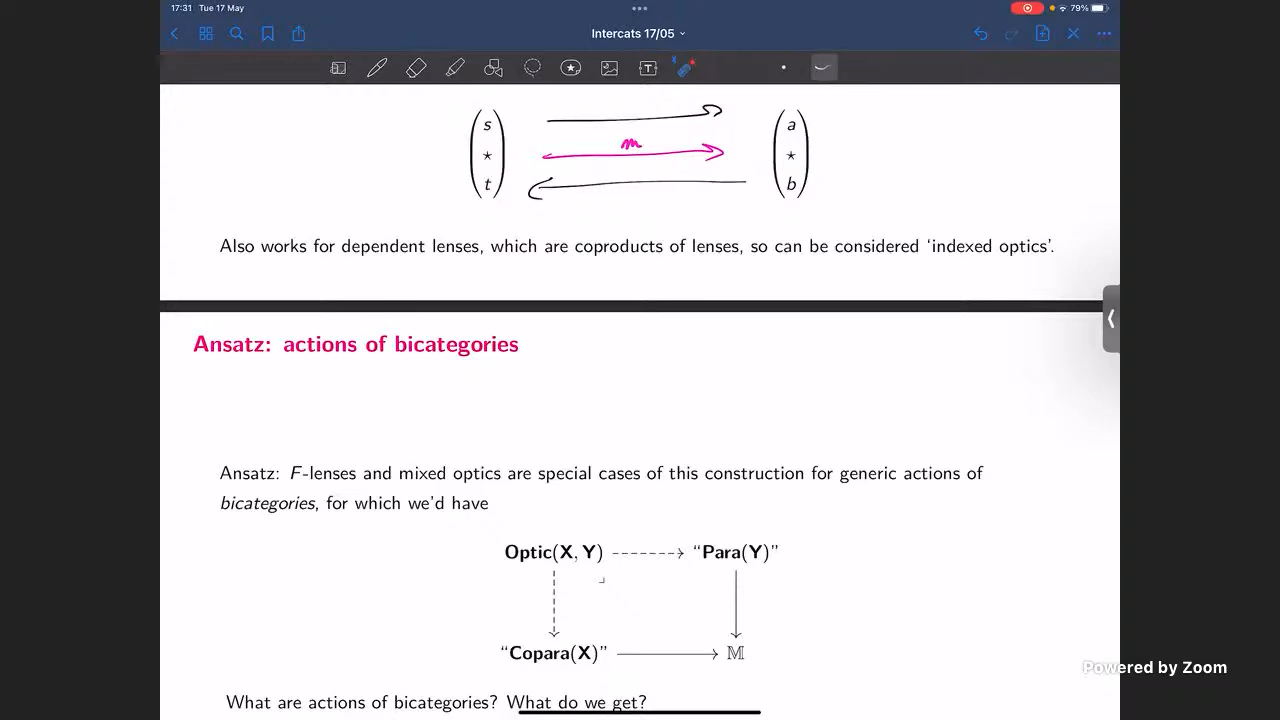 17:31 Tue 17 May
79%
Intercats 17/05
s a
m
⋆ ⋆
t b
Also works for dependent lenses, which are coproducts of lenses, so can be considered ‘indexed optics’.
Ansatz: actions of bicategories
Ansatz: F-lenses and mixed optics are special cases of this construction for generic actions of
bicategories, for which we’d have
Optic(X, Y) “Para(Y)”
“Copara(X)” 𝕄
Powered by Zoom
What are actions of bicategories? What do we get?